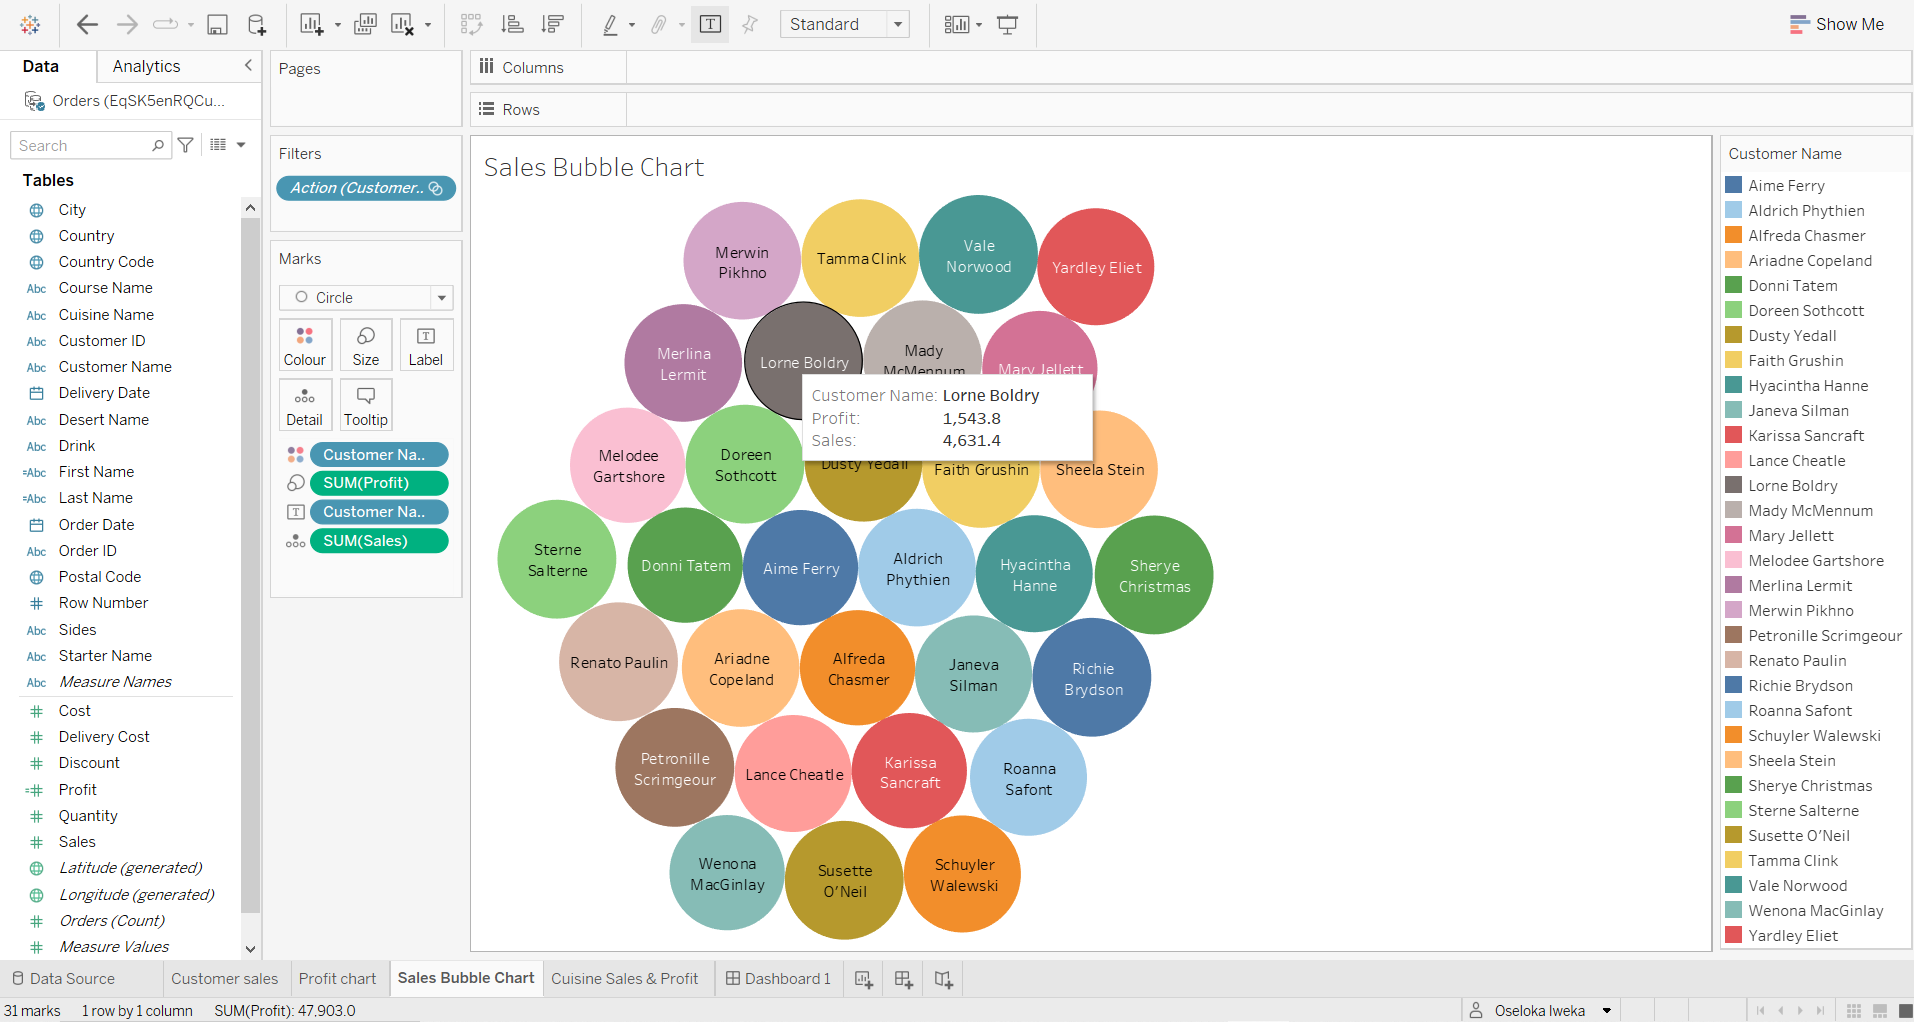 Standard
Show Me
Data
Analytics
Orders (EqSK5enRQCu...
Search
Tables
City
Country
Country Code
Abc Course Name
Abc Cuisine Name
Abc Customer ID
Abc Customer Name
Delivery Date
Abc Desert Name
Abc Drink
=Abc First Name
=Abc Last Name
Order Date
Abc Order ID
Postal Code
# Row Number
Abc Sides
Abc Starter Name
Abc Measure Names
# Cost
# Delivery Cost
# Discount
=# Profit
# Quantity
# Sales
Latitude (generated)
Longitude (generated)
# Orders (Count)
# Measure Values
Pages
Filters
Action (Customer..
Marks
Circle
Colour
Size
T
Label
Detail
Tooltip
Customer Na..
SUM(Profit)
T Customer Na..
SUM(Sales)
Columns
Rows
Sales Bubble Chart
Merwin
Pikhno
Tamma Clink
Vale
Norwood
Yardley Eliet
Merlina
Lermit
Lorne Boldry
Mady
McMennum
Mary Jellett
Customer Name: Lorne Boldry
Profit: 1,543.8
Sales: 4,631.4
Melodee
Gartshore
Doreen
Sothcott
Dusty Yedall
Faith Grushin
Sheela Stein
Sterne
Salterne
Donni Tatem
Aime Ferry
Aldrich
Phythien
Hyacintha
Hanne
Sherye
Christmas
Renato Paulin
Ariadne
Copeland
Alfreda
Chasmer
Janeva
Silman
Richie
Brydson
Petronille
Scrimgeour
Lance Cheatle
Karissa
Sancraft
Roanna
Safont
Wenona
MacGinlay
Susette
O'Neil
Schuyler
Walewski
Customer Name
Aime Ferry
Aldrich Phythien
Alfreda Chasmer
Ariadne Copeland
Donni Tatem
Doreen Sothcott
Dusty Yedall
Faith Grushin
Hyacintha Hanne
Janeva Silman
Karissa Sancraft
Lance Cheatle
Lorne Boldry
Mady McMennum
Mary Jellett
Melodee Gartshore
Merlina Lermit
Merwin Pikhno
Petronille Scrimgeour
Renato Paulin
Richie Brydson
Roanna Safont
Schuyler Walewski
Sheela Stein
Sherye Christmas
Sterne Salterne
Susette O'Neil
Tamma Clink
Vale Norwood
Wenona MacGinlay
Yardley Eliet
Data Source
Customer sales
Profit chart
Sales Bubble Chart
Cuisine Sales & Profit
Dashboard 1
31 marks
1 row by 1 column
SUM(Profit): 47,903.0
Oseloka Iweka